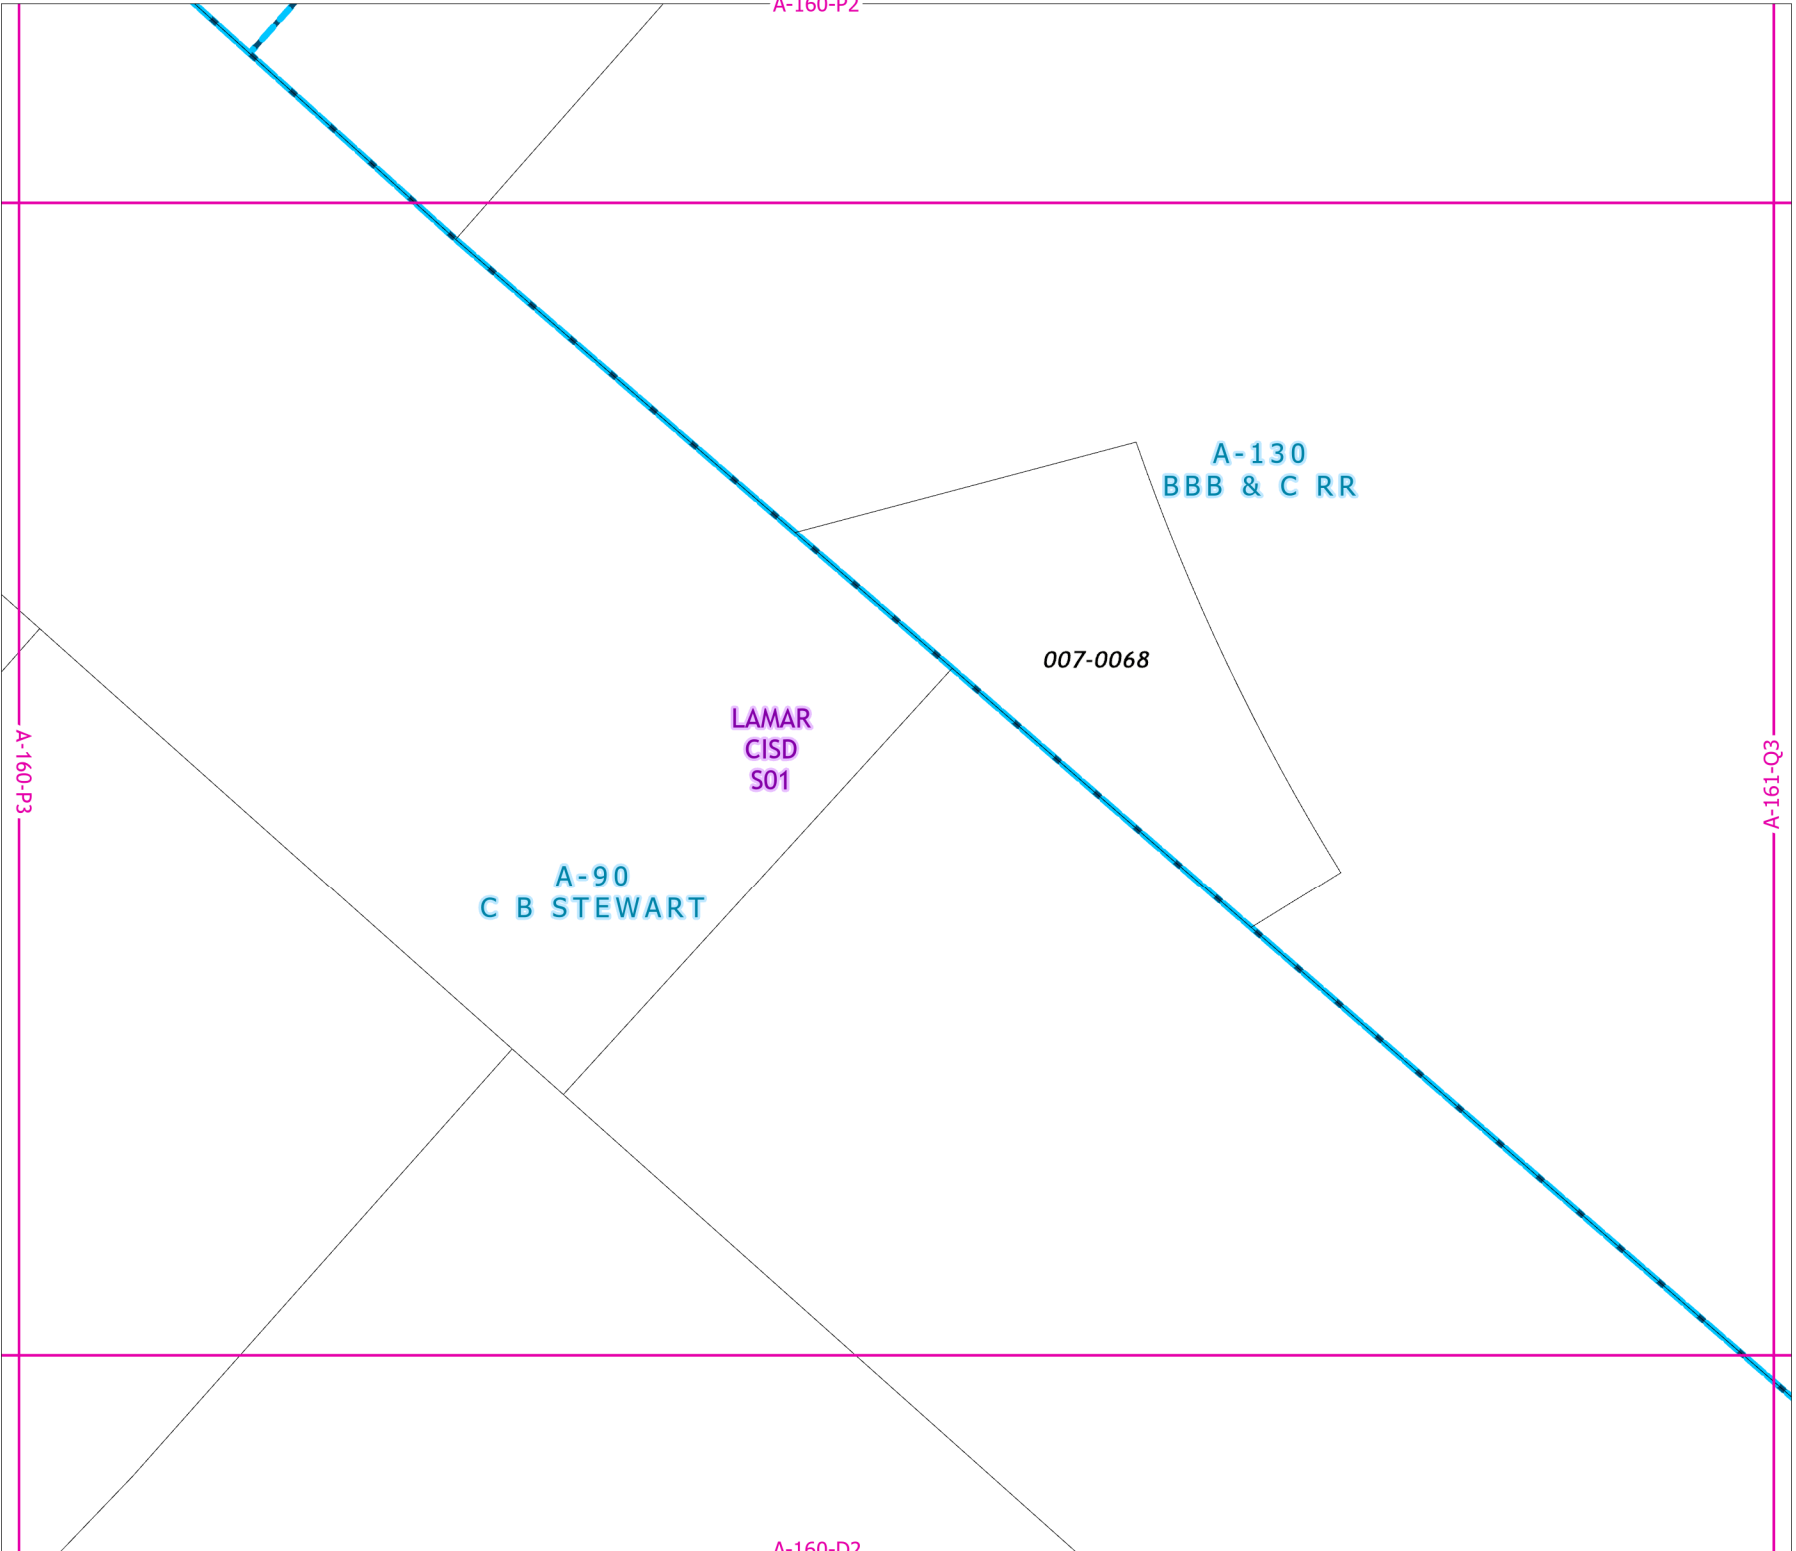 A-160-P2
A-130
BBB & C RR
007-0068
LAMAR
CISD
S01
A-160-P3
A-161-Q3
A-90
C B STEWART
A-160-D2